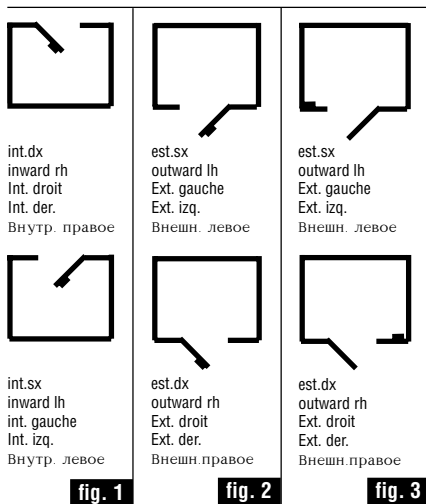 int.dx
inward rh
Int. droit
Int. der.
Внутр. правое
int.sx
inward lh
int. gauche
Int. izq.
Внутр. левое
fig. 1
est.sx
outward lh
Ext. gauche
Ext. izq.
Внешн. левое
est.dx
outward rh
Ext. droit
Ext. der.
Внешн.правое
fig. 2
est.sx
outward lh
Ext. gauche
Ext. izq.
Внешн. левое
est.dx
outward rh
Ext. droit
Ext. der.
Внешн.правое
fig. 3